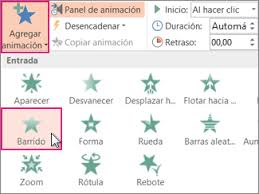 Agregar
animación
Panel de animación
Desencadenar
Copiar animación
Inicio: Al hacer clic
Duración: Automá
Retraso: 00,00
Entrada
Aparecer
Desvanecer
Desplazar h
Flotar hacia
Barrido
Forma
Rueda
Barras aleat
Zoom
Rótula
Rebote